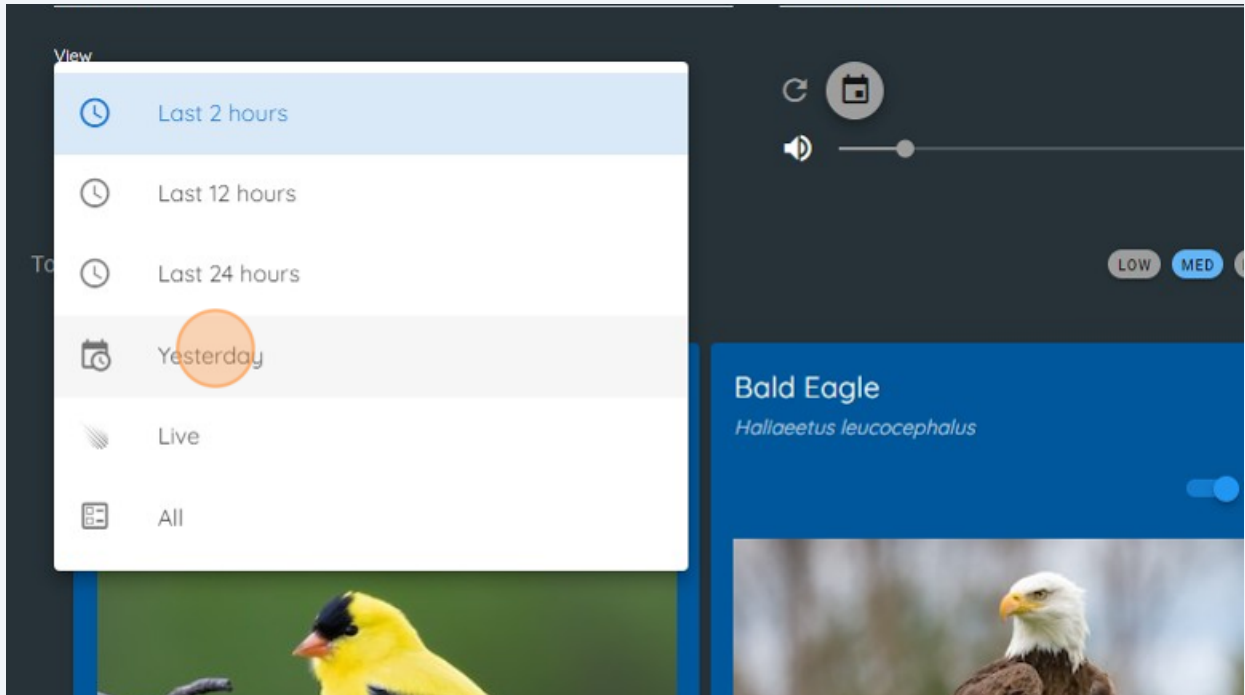 View
Last 2 hours
Last 12 hours
Last 24 hours
To
LOW MED
Yesterday
Live
All
Bald Eagle
Haliaeetus leucocephalus